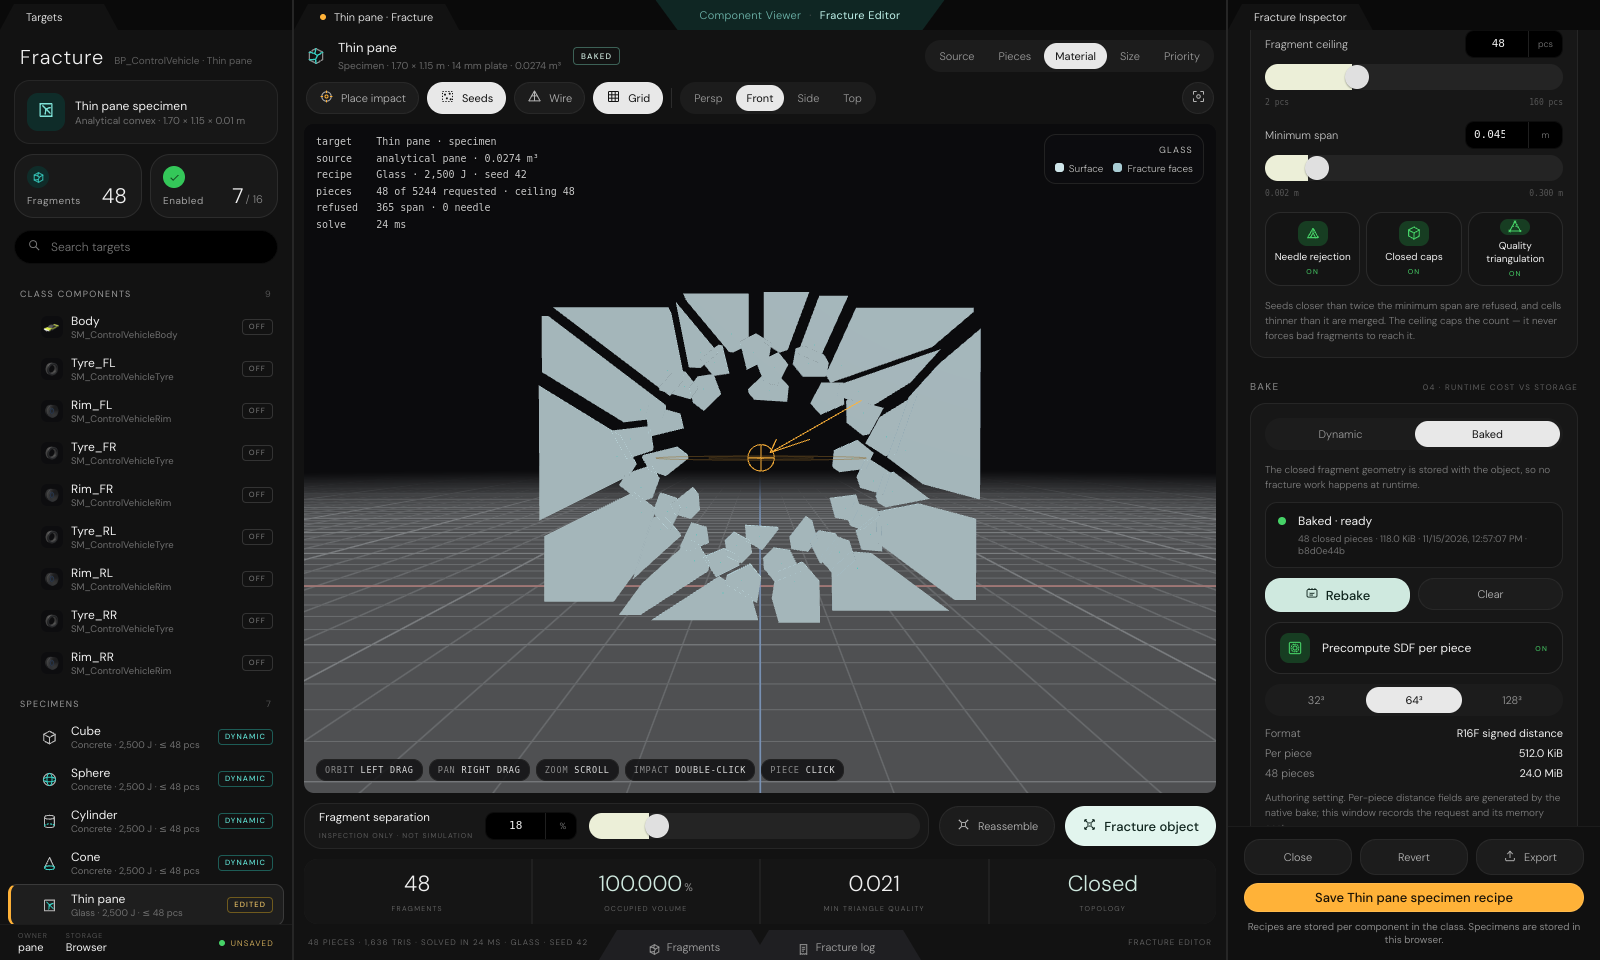 Targets
Fracture
BP_ControlVehicle · Thin pane
Thin pane specimen
Analytical convex · 1.70 × 1.15 × 0.01 m
Fragments
48
Enabled
7 / 16
Search targets
CLASS COMPONENTS
9
Body
SM_ControlVehicleBody
OFF
Tyre_FL
SM_ControlVehicleTyre
OFF
Rim_FL
SM_ControlVehicleRim
OFF
Tyre_FR
SM_ControlVehicleTyre
OFF
Rim_FR
SM_ControlVehicleRim
OFF
Tyre_RL
SM_ControlVehicleTyre
OFF
Rim_RL
SM_ControlVehicleRim
OFF
Tyre_RR
SM_ControlVehicleTyre
OFF
Rim_RR
SM_ControlVehicleRim
OFF
SPECIMENS
7
Cube
Concrete · 2,500 J · ≤ 48 pcs
DYNAMIC
Sphere
Concrete · 2,500 J · ≤ 48 pcs
DYNAMIC
Cylinder
Concrete · 2,500 J · ≤ 48 pcs
DYNAMIC
Cone
Concrete · 2,500 J · ≤ 48 pcs
DYNAMIC
Thin pane
Glass · 2,500 J · ≤ 48 pcs
EDITED
OWNER
pane
STORAGE
Browser
UNSAVED
Thin pane · Fracture
Component Viewer · Fracture Editor
Thin pane
Specimen · 1.70 × 1.15 m · 14 mm plate · 0.0274 m³
BAKED
Source
Pieces
Material
Size
Priority
Place impact
Seeds
Wire
Grid
Persp
Front
Side
Top
target Thin pane · specimen
source analytical pane · 0.0274 m³
recipe Glass · 2,500 J · seed 42
pieces 48 of 5244 requested · ceiling 48
refused 365 span · 0 needle
solve 24 ms
GLASS
Surface
Fracture faces
ORBIT LEFT DRAG
PAN RIGHT DRAG
ZOOM SCROLL
IMPACT DOUBLE-CLICK
PIECE CLICK
Fragment separation
INSPECTION ONLY · NOT SIMULATION
18 %
Reassemble
Fracture object
48
FRAGMENTS
100.000 %
OCCUPIED VOLUME
0.021
MIN TRIANGLE QUALITY
Closed
TOPOLOGY
48 PIECES · 1,636 TRIS · SOLVED IN 24 MS · GLASS · SEED 42
Fragments
Fracture log
FRACTURE EDITOR
Fracture Inspector
Fragment ceiling
48 pcs
2 pcs
160 pcs
Minimum span
0.045 m
0.002 m
0.300 m
Needle rejection
ON
Closed caps
ON
Quality
triangulation
ON
Seeds closer than twice the minimum span are refused, and cells
thinner than it are merged. The ceiling caps the count — it never
forces bad fragments to reach it.
BAKE
04 · RUNTIME COST VS STORAGE
Dynamic
Baked
The closed fragment geometry is stored with the object, so no
fracture work happens at runtime.
Baked · ready
48 closed pieces · 118.0 KiB · 11/15/2026, 12:57:07 PM ·
b8d0e44b
Rebake
Clear
Precompute SDF per piece
ON
32³
64³
128³
Format
R16F signed distance
Per piece
512.0 KiB
48 pieces
24.0 MiB
Authoring setting. Per-piece distance fields are generated by the
native bake; this window records the request and its memory
Close
Revert
Export
Save Thin pane specimen recipe
Recipes are stored per component in the class. Specimens are stored in
this browser.